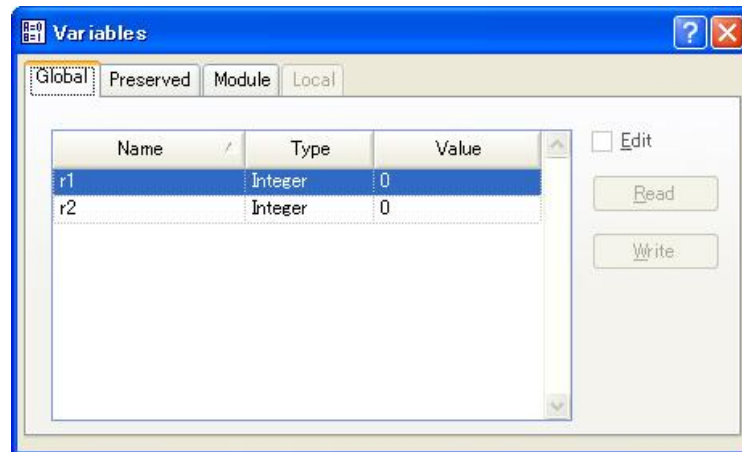 Variables
Global Preserved Module Local
Name Type Value Edit
r1 Integer 0
Read
r2 Integer 0
Write